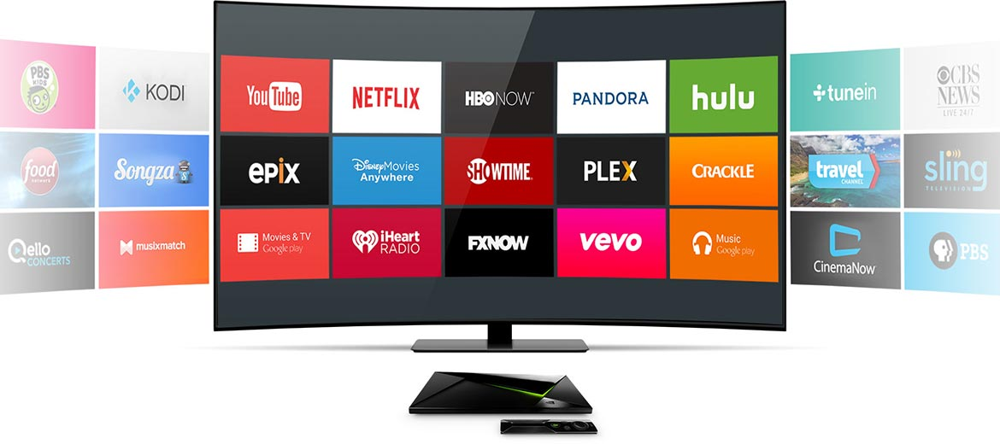 PBS
KIDS
KODI
food
network
Songza
Qello
CONCERTS
musixmatch
YouTube
NETFLIX
HBO NOW
PANDORA
hulu
epix
Disney Movies
Anywhere
SHOWTIME
PLEX
CRACKLE
Movies & TV
Google play
iHeart
RADIO
FXNOW
vevo
Music
Google play
tunein
CBS
NEWS
LIVE 24/7
travel
CHANNEL
sling
TELEVISION
CinemaNow
PBS